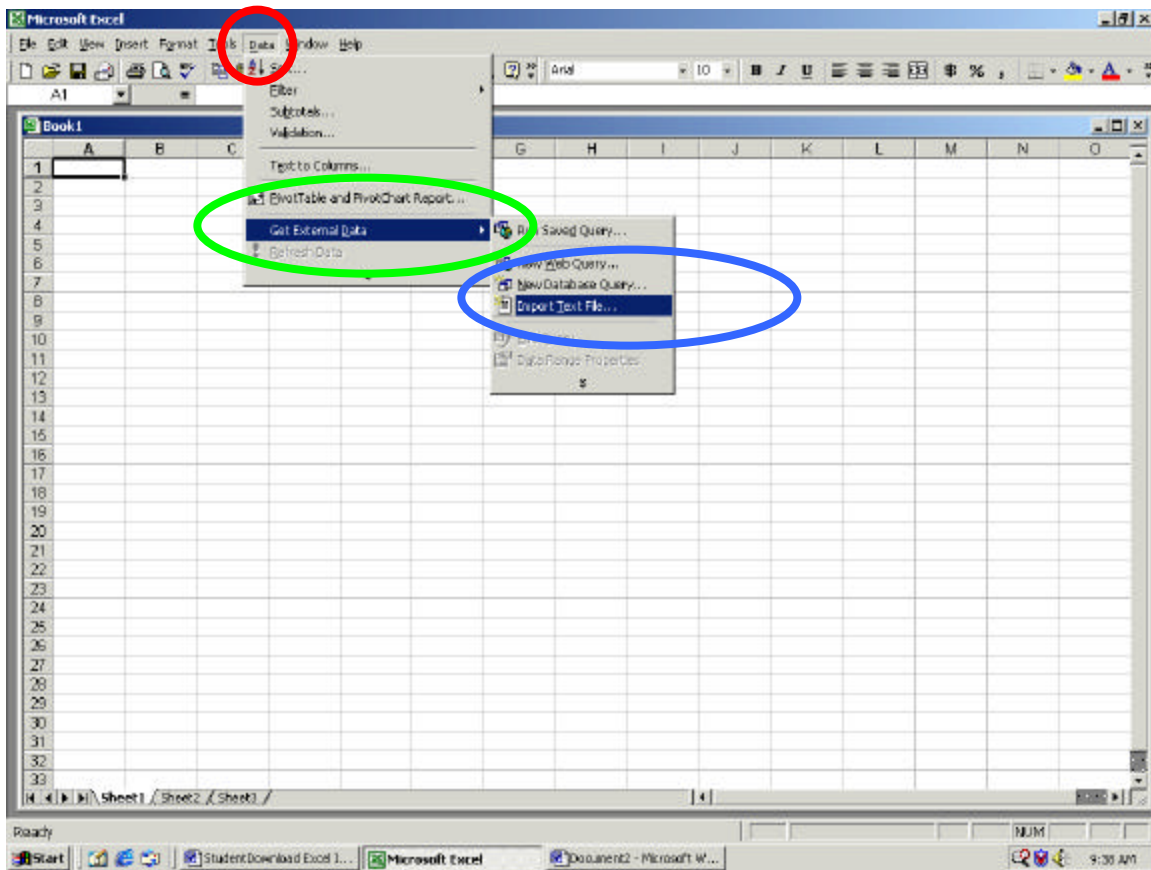 Microsoft Excel
File Edit View Insert Format Tools Data Window Help
Arial 10 B I U $ % ,
A1 =
Filter
Subtotals...
Validation...
Text to Columns...
PivotTable and PivotChart Report...
Get External Data
Refresh Data
Run Saved Query...
New Web Query...
New Database Query...
Import Text File...
Data Range Properties
Book1
A B C G H I J K L M N O
1
2
3
4
5
6
7
8
9
10
11
12
13
14
15
16
17
18
19
20
21
22
23
24
25
26
27
28
29
30
31
32
33
Sheet1 Sheet2 Sheet3
Ready NUM
Start StudentDownload Excel I... Microsoft Excel Document2 - Microsoft W... 9:38 AM